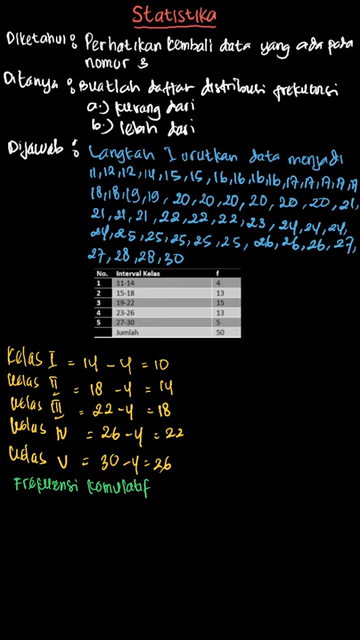 Statistika
Diketahui : Perhatikan kembali data yang ada pada
nomor 3
Ditanya : Buatlah daftar distribusi frekuensi
a.) kurang dari
b.) lebih dari
Dijawab : Langkah I urutkan data menjadi
11, 12, 12, 14, 15, 15, 16, 16, 16, 16, 17, 17, 17, 17, 17
18, 18, 19, 19, 20, 20, 20, 20, 20, 20, 21,
21, 21, 21, 22, 22, 22, 23, 24, 24, 24,
24, 25, 25, 25, 25, 25, 26, 26, 26, 27,
27, 28, 28, 30
No. Interval Kelas f
1 11-14 4
2 15-18 13
3 19-22 15
4 23-26 13
5 27-30 5
Jumlah 50
Kelas I = 14 - 4 = 10
Kelas II = 18 - 4 = 14
Kelas III = 22 - 4 = 18
Kelas IV = 26 - 4 = 22
Kelas V = 30 - 4 = 26
Frekuensi komulatif